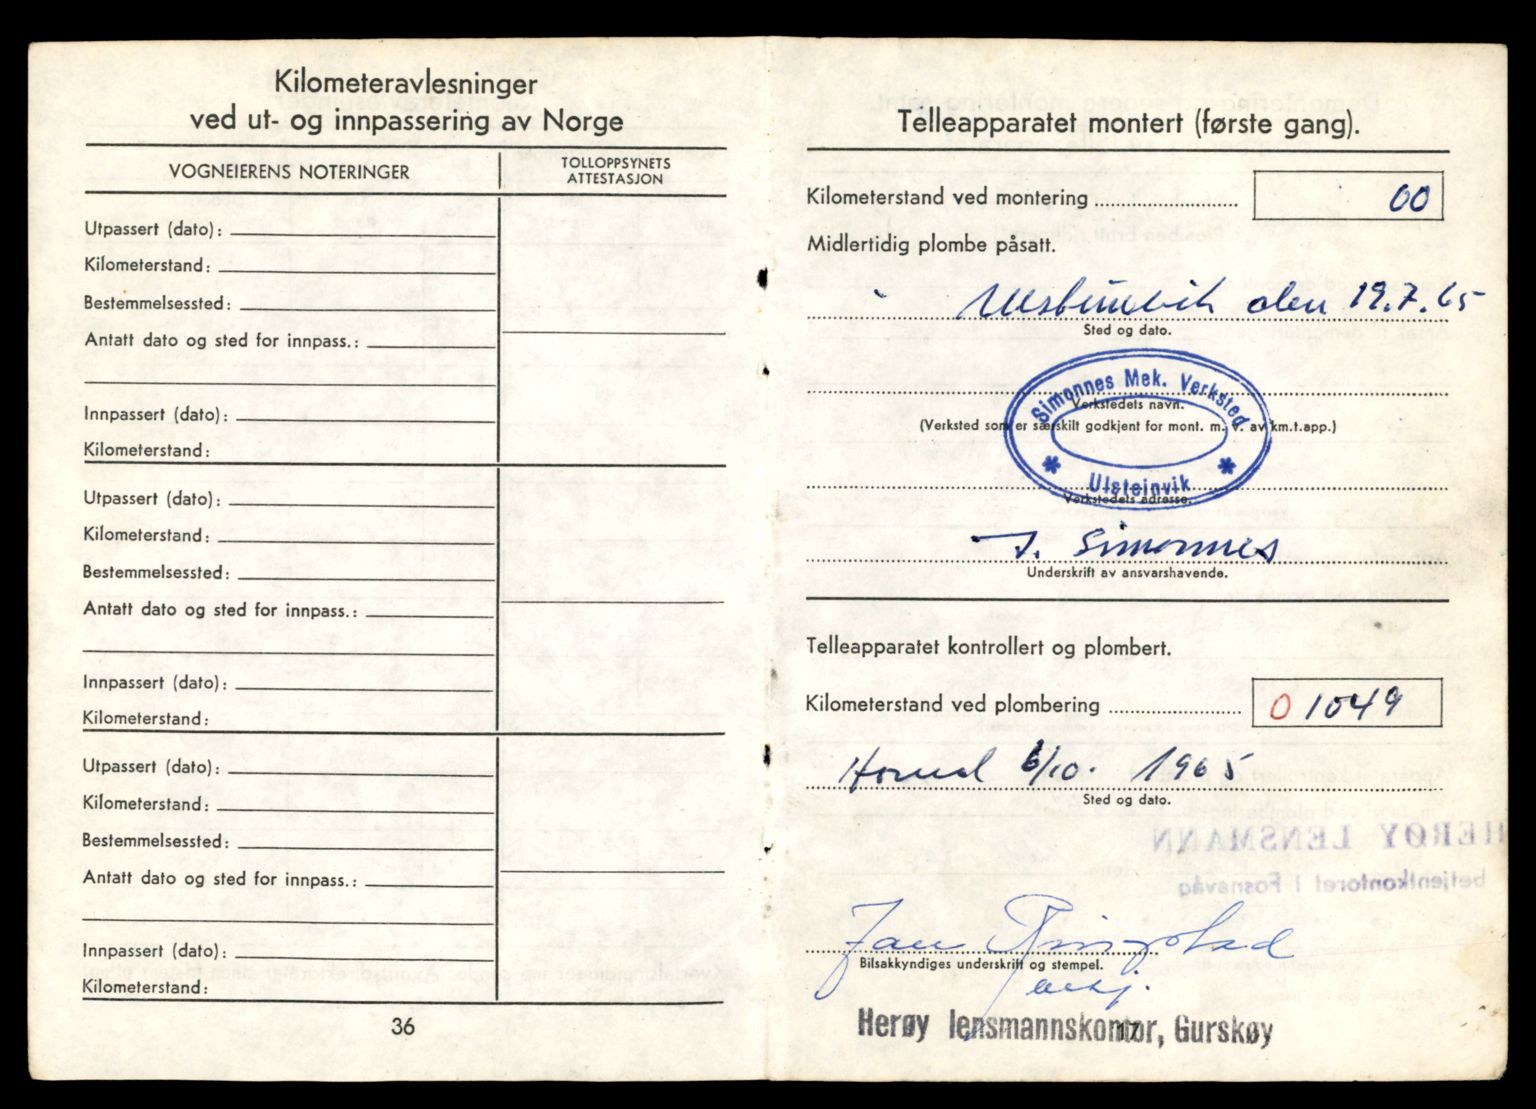 Kilometeravlesninger
ved ut- og innpassering av Norge
VOGNEIERENS NOTERINGER
TOLLOPPSYNETS
ATTESTASJON
Utpassert (dato):
Kilometerstand:
Bestemmelsessted:
Antatt dato og sted for innpass.:
Innpassert (dato):
Kilometerstand:
Utpassert (dato):
Kilometerstand:
Bestemmelsessted:
Antatt dato og sted for innpass.:
Innpassert (dato):
Kilometerstand:
Utpassert (dato):
Kilometerstand:
Bestemmelsessted:
Antatt dato og sted for innpass.:
Innpassert (dato):
Kilometerstand:
36
Telleapparatet montert (første gang).
Kilometerstand ved montering 00
Midlertidig plombe påsatt.
den 19.7.65
Sted og dato.
Simonnes Mek. Verksted
Verkstedets navn.
(Verksted som er særskilt godkjent for mont. m. v. av km.t.app.)
Ulsteinvik
Verkstedets adresse.
J. Simonnes
Underskrift av ansvarshavende.
Telleapparatet kontrollert og plombert.
Kilometerstand ved plombering 01049
6/10. 1965
Sted og dato.
HERØY LENSMANN
betjentkontoret i Fosnavåg
Jan Ringstad
Bilsakkyndiges underskrift og stempel.
Herøy lensmannskontor, Gurskøy